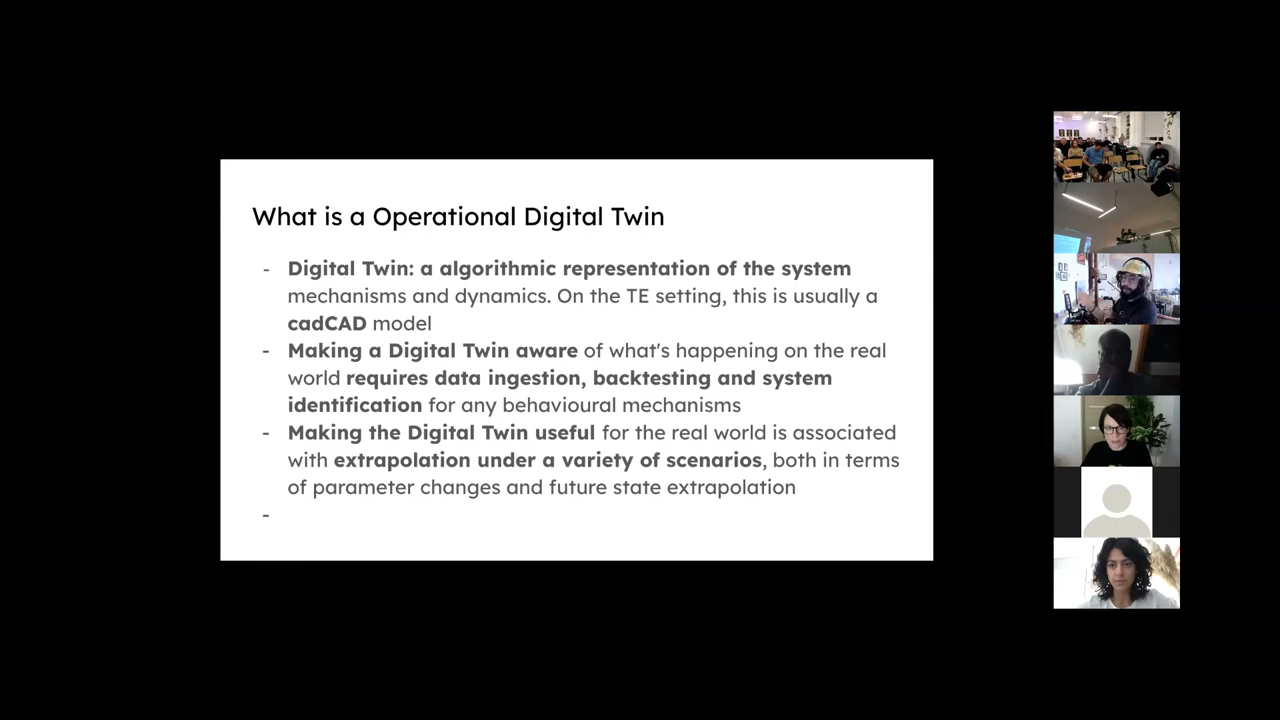 What is a Operational Digital Twin
- Digital Twin: a algorithmic representation of the system
mechanisms and dynamics. On the TE setting, this is usually a
cadCAD model
- Making a Digital Twin aware of what's happening on the real
world requires data ingestion, backtesting and system
identification for any behavioural mechanisms
- Making the Digital Twin useful for the real world is associated
with extrapolation under a variety of scenarios, both in terms
of parameter changes and future state extrapolation
-